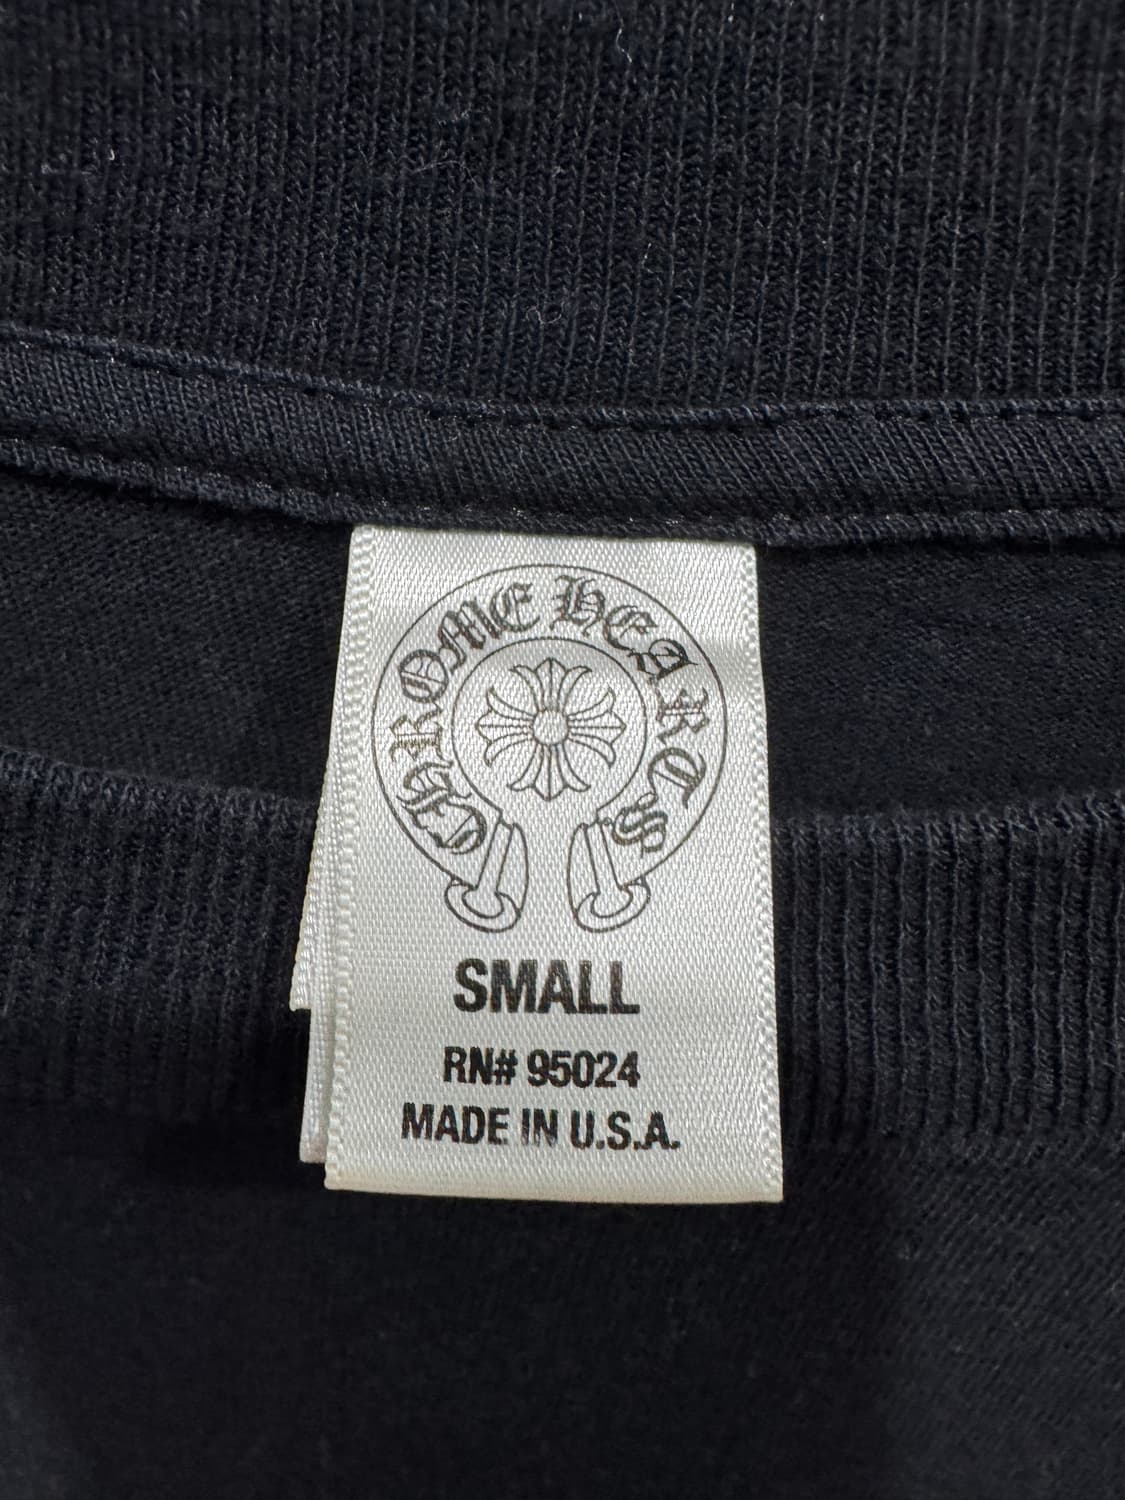 CHROME HEARTS
SMALL
RN# 95024
MADE IN U.S.A.